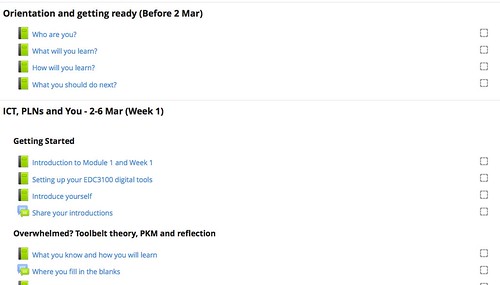 Orientation and getting ready (Before 2 Mar)
Who are you?
What will you learn?
How will you learn?
What you should do next?
ICT, PLNs and You - 2-6 Mar (Week 1)
Getting Started
Introduction to Module 1 and Week 1
Setting up your EDC3100 digital tools
Introduce yourself
Share your introductions
Overwhelmed? Toolbelt theory, PKM and reflection
What you know and how you will learn
Where you fill in the blanks